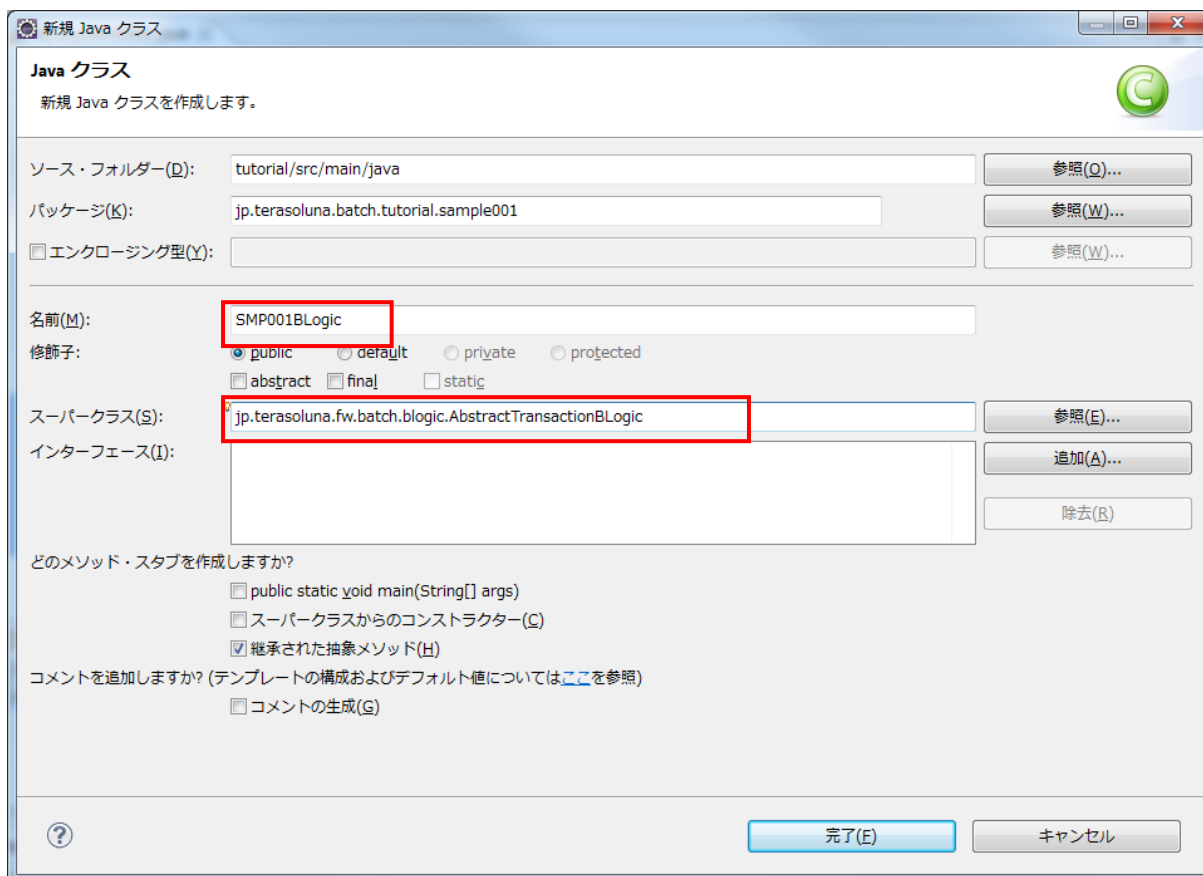 新規 Java クラス
Java クラス
新規 Java クラスを作成します。
ソース・フォルダー(D): tutorial/src/main/java 参照(O)...
パッケージ(K): jp.terasoluna.batch.tutorial.sample001 参照(W)...
エンクロージング型(Y): 参照(W)...
名前(M): SMP001BLogic
修飾子: public default private protected
abstract final static
スーパークラス(S): jp.terasoluna.fw.batch.blogic.AbstractTransactionBLogic 参照(E)...
インターフェース(I): 追加(A)...
除去(R)
どのメソッド・スタブを作成しますか?
public static void main(String[] args)
スーパークラスからのコンストラクター(C)
継承された抽象メソッド(H)
コメントを追加しますか? (テンプレートの構成およびデフォルト値についてはここを参照)
コメントの生成(G)
? 完了(F) キャンセル